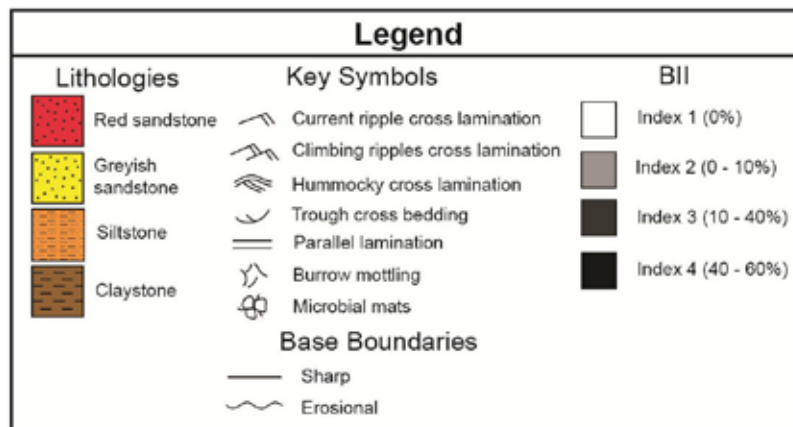 Legend
Lithologies
Red sandstone
Greyish
sandstone
Siltstone
Claystone
Key Symbols
Current ripple cross lamination
Climbing ripples cross lamination
Hummocky cross lamination
Trough cross bedding
Parallel lamination
Burrow mottling
Microbial mats
Base Boundaries
Sharp
Erosional
BII
Index 1 (0%)
Index 2 (0 - 10%)
Index 3 (10 - 40%)
Index 4 (40 - 60%)